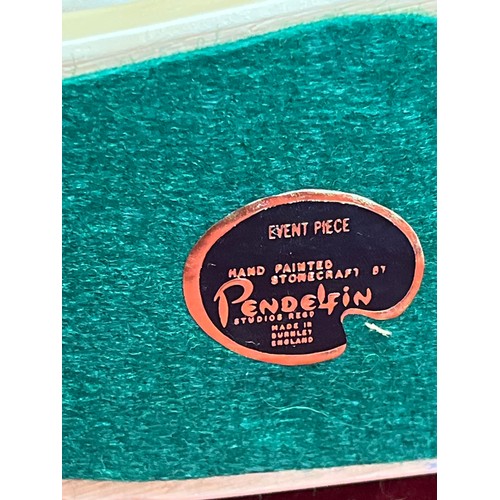 EVENT PIECE
HAND PAINTED
STONECRAFT BY
PENDELFIN
STUDIOS REGD
MADE IN
BURNLEY
ENGLAND